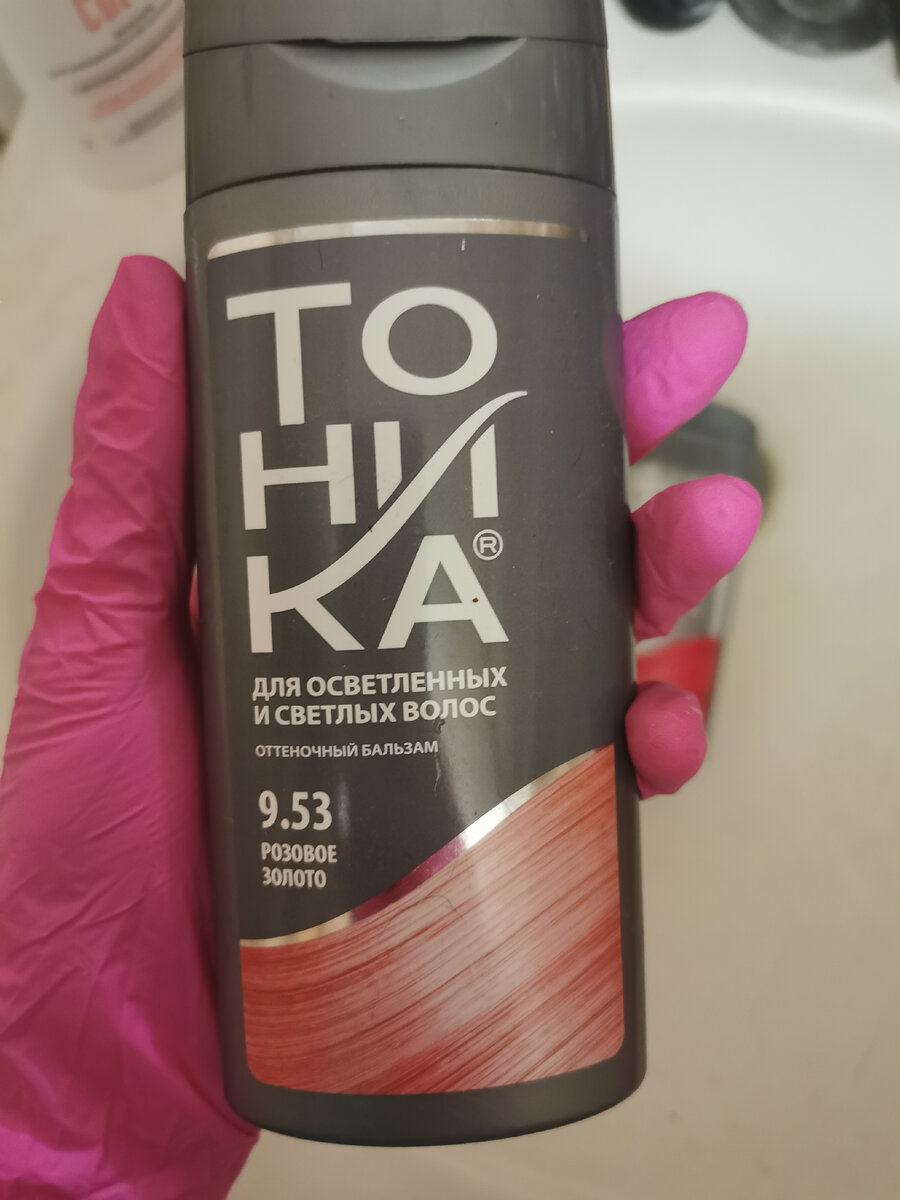 ТО
НИ
КА®
ДЛЯ ОСВЕТЛЕННЫХ
И СВЕТЛЫХ ВОЛОС
ОТТЕНОЧНЫЙ БАЛЬЗАМ
9.53
РОЗОВОЕ
ЗОЛОТО